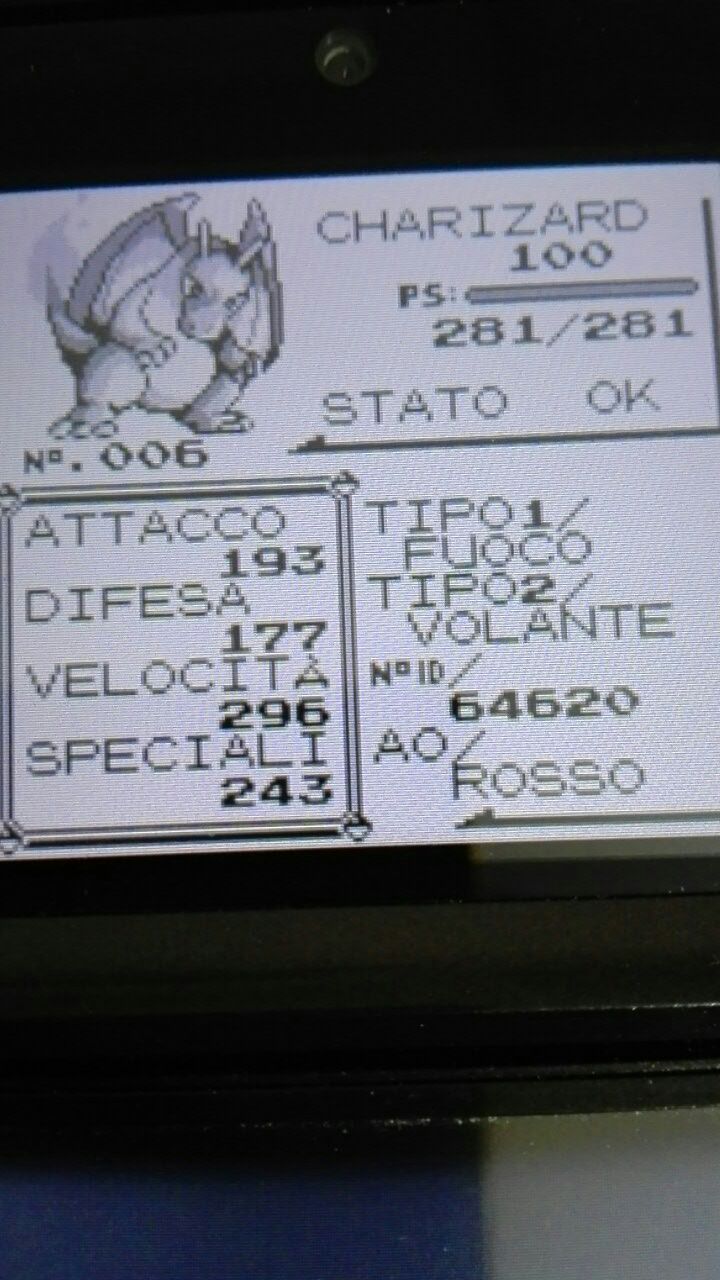 CHARIZARD
100
PS:
281/281
STATO OK
Nº.006
ATTACCO
193
DIFESA
177
VELOCITÀ
296
SPECIALI
243
TIPO1/
FUOCO
TIPO2/
VOLANTE
NºID/
64620
AO/
ROSSO